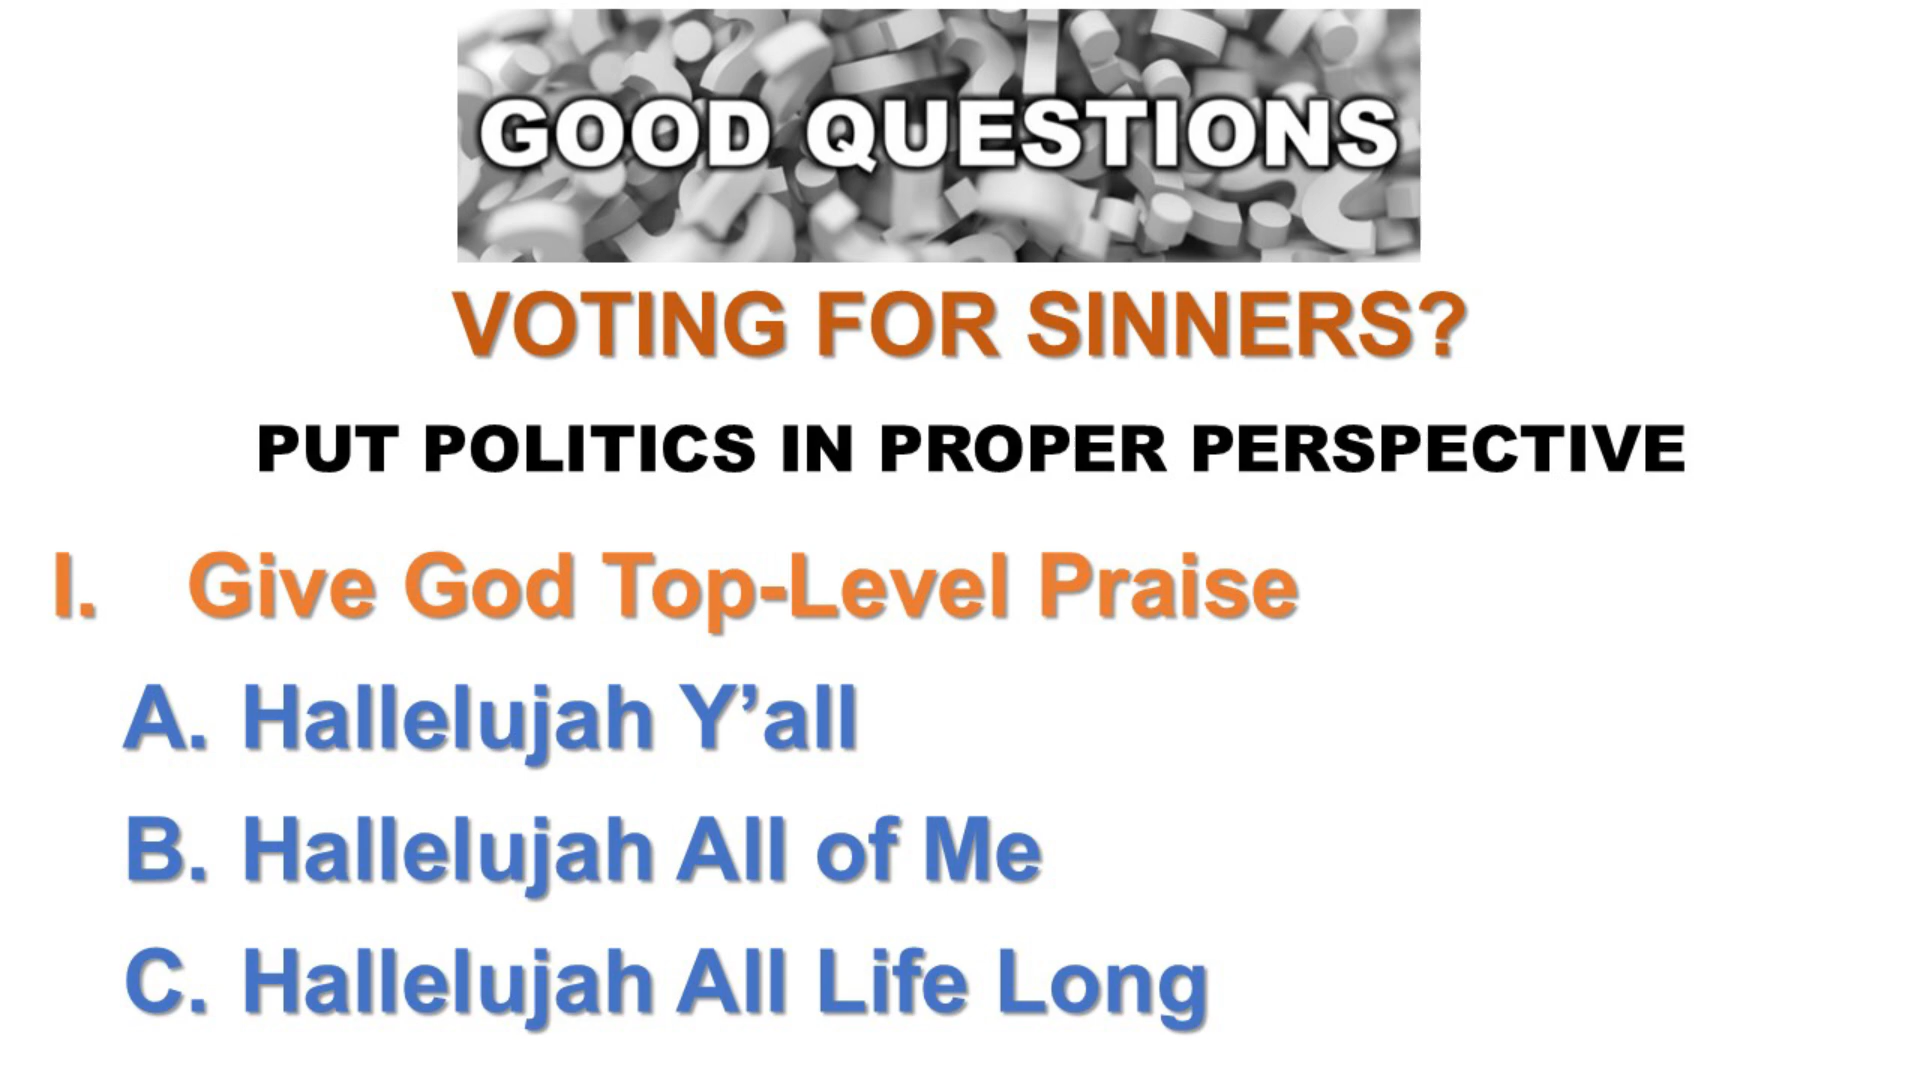 GOOD QUESTIONS
VOTING FOR SINNERS?
PUT POLITICS IN PROPER PERSPECTIVE
I. Give God Top-Level Praise
A. Hallelujah Y’all
B. Hallelujah All of Me
C. Hallelujah All Life Long